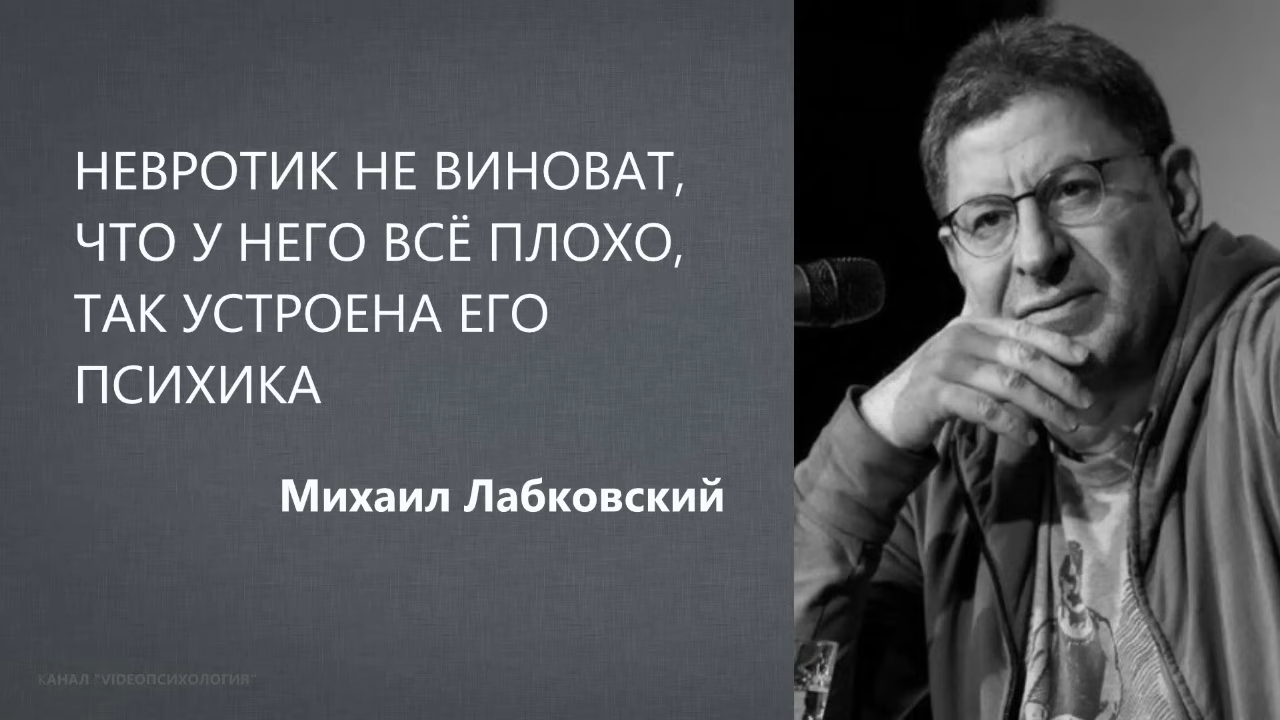 НЕВРОТИК НЕ ВИНОВАТ,
ЧТО У НЕГО ВСЁ ПЛОХО,
ТАК УСТРОЕНА ЕГО
ПСИХИКА
Михаил Лабковский
КАНАЛ "VIDEOПСИХОЛОГИЯ"